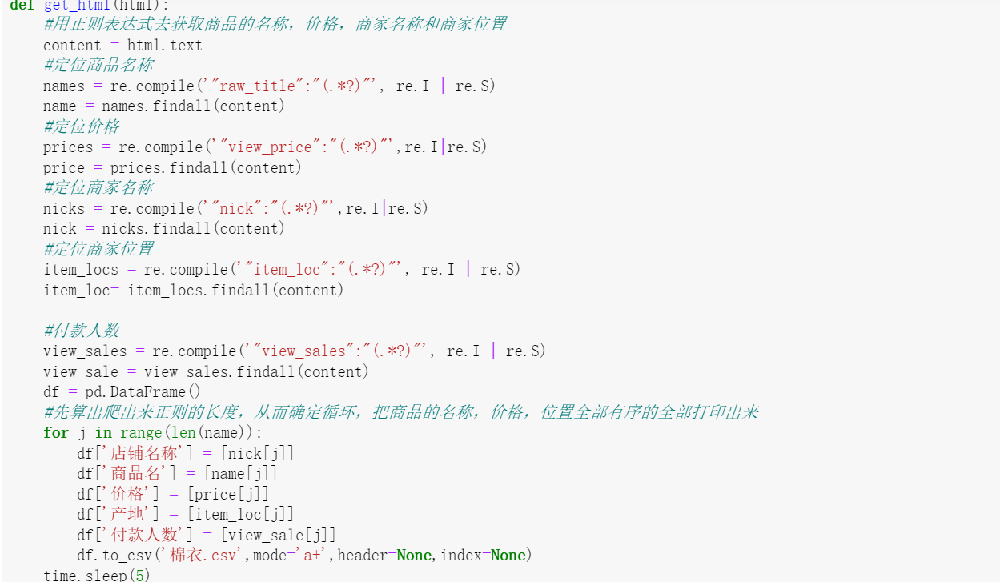 def get_html(html):
    #用正则表达式去获取商品的名称，价格，商家名称和商家位置
    content = html.text
    #定位商品名称
    names = re.compile('"raw_title":"(.*?)"', re.I | re.S)
    name = names.findall(content)
    #定位价格
    prices = re.compile('"view_price":"(.*?)"',re.I|re.S)
    price = prices.findall(content)
    #定位商家名称
    nicks = re.compile('"nick":"(.*?)"',re.I|re.S)
    nick = nicks.findall(content)
    #定位商家位置
    item_locs = re.compile('"item_loc":"(.*?)"', re.I | re.S)
    item_loc= item_locs.findall(content)

    #付款人数
    view_sales = re.compile('"view_sales":"(.*?)"', re.I | re.S)
    view_sale = view_sales.findall(content)
    df = pd.DataFrame()
    #先算出爬出来正则的长度，从而确定循环，把商品的名称，价格，位置全部有序的全部打印出来
    for j in range(len(name)):
        df['店铺名称'] = [nick[j]]
        df['商品名'] = [name[j]]
        df['价格'] = [price[j]]
        df['产地'] = [item_loc[j]]
        df['付款人数'] = [view_sale[j]]
        df.to_csv('棉衣.csv',mode='a+',header=None,index=None)
    time.sleep(5)